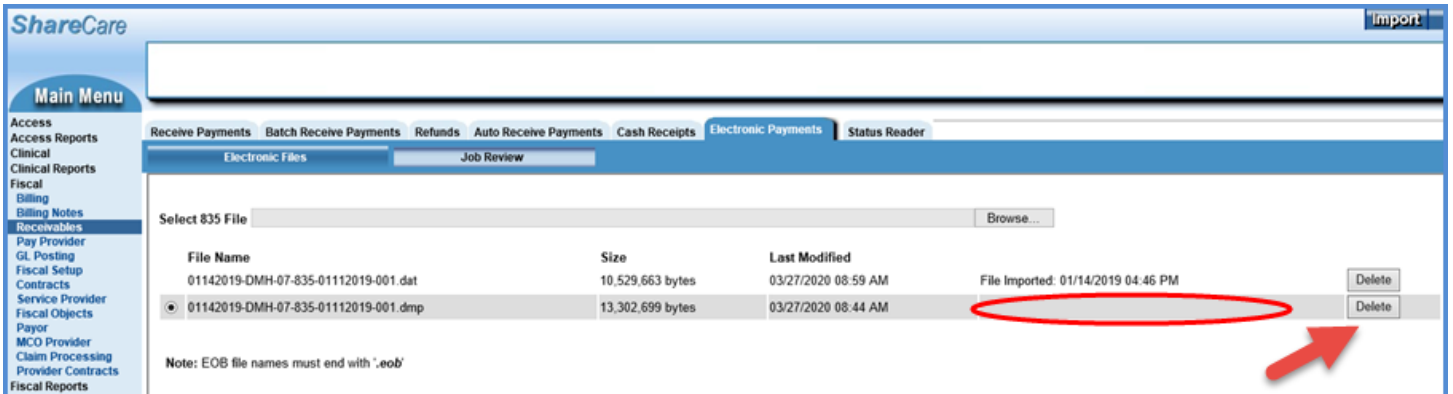 ShareCare
Import
Main Menu
Access
Access Reports
Clinical
Clinical Reports
Fiscal
Billing
Billing Notes
Receivables
Pay Provider
GL Posting
Fiscal Setup
Contracts
Service Provider
Fiscal Objects
Payor
MCO Provider
Claim Processing
Provider Contracts
Fiscal Reports
Receive Payments Batch Receive Payments Refunds Auto Receive Payments Cash Receipts Electronic Payments Status Reader
Electronic Files Job Review
Select 835 File Browse...
File Name Size Last Modified
01142019-DMH-07-835-01112019-001.dat 10,529,663 bytes 03/27/2020 08:59 AM File Imported: 01/14/2019 04:46 PM Delete
01142019-DMH-07-835-01112019-001.dmp 13,302,699 bytes 03/27/2020 08:44 AM Delete
Note: EOB file names must end with '.eob'